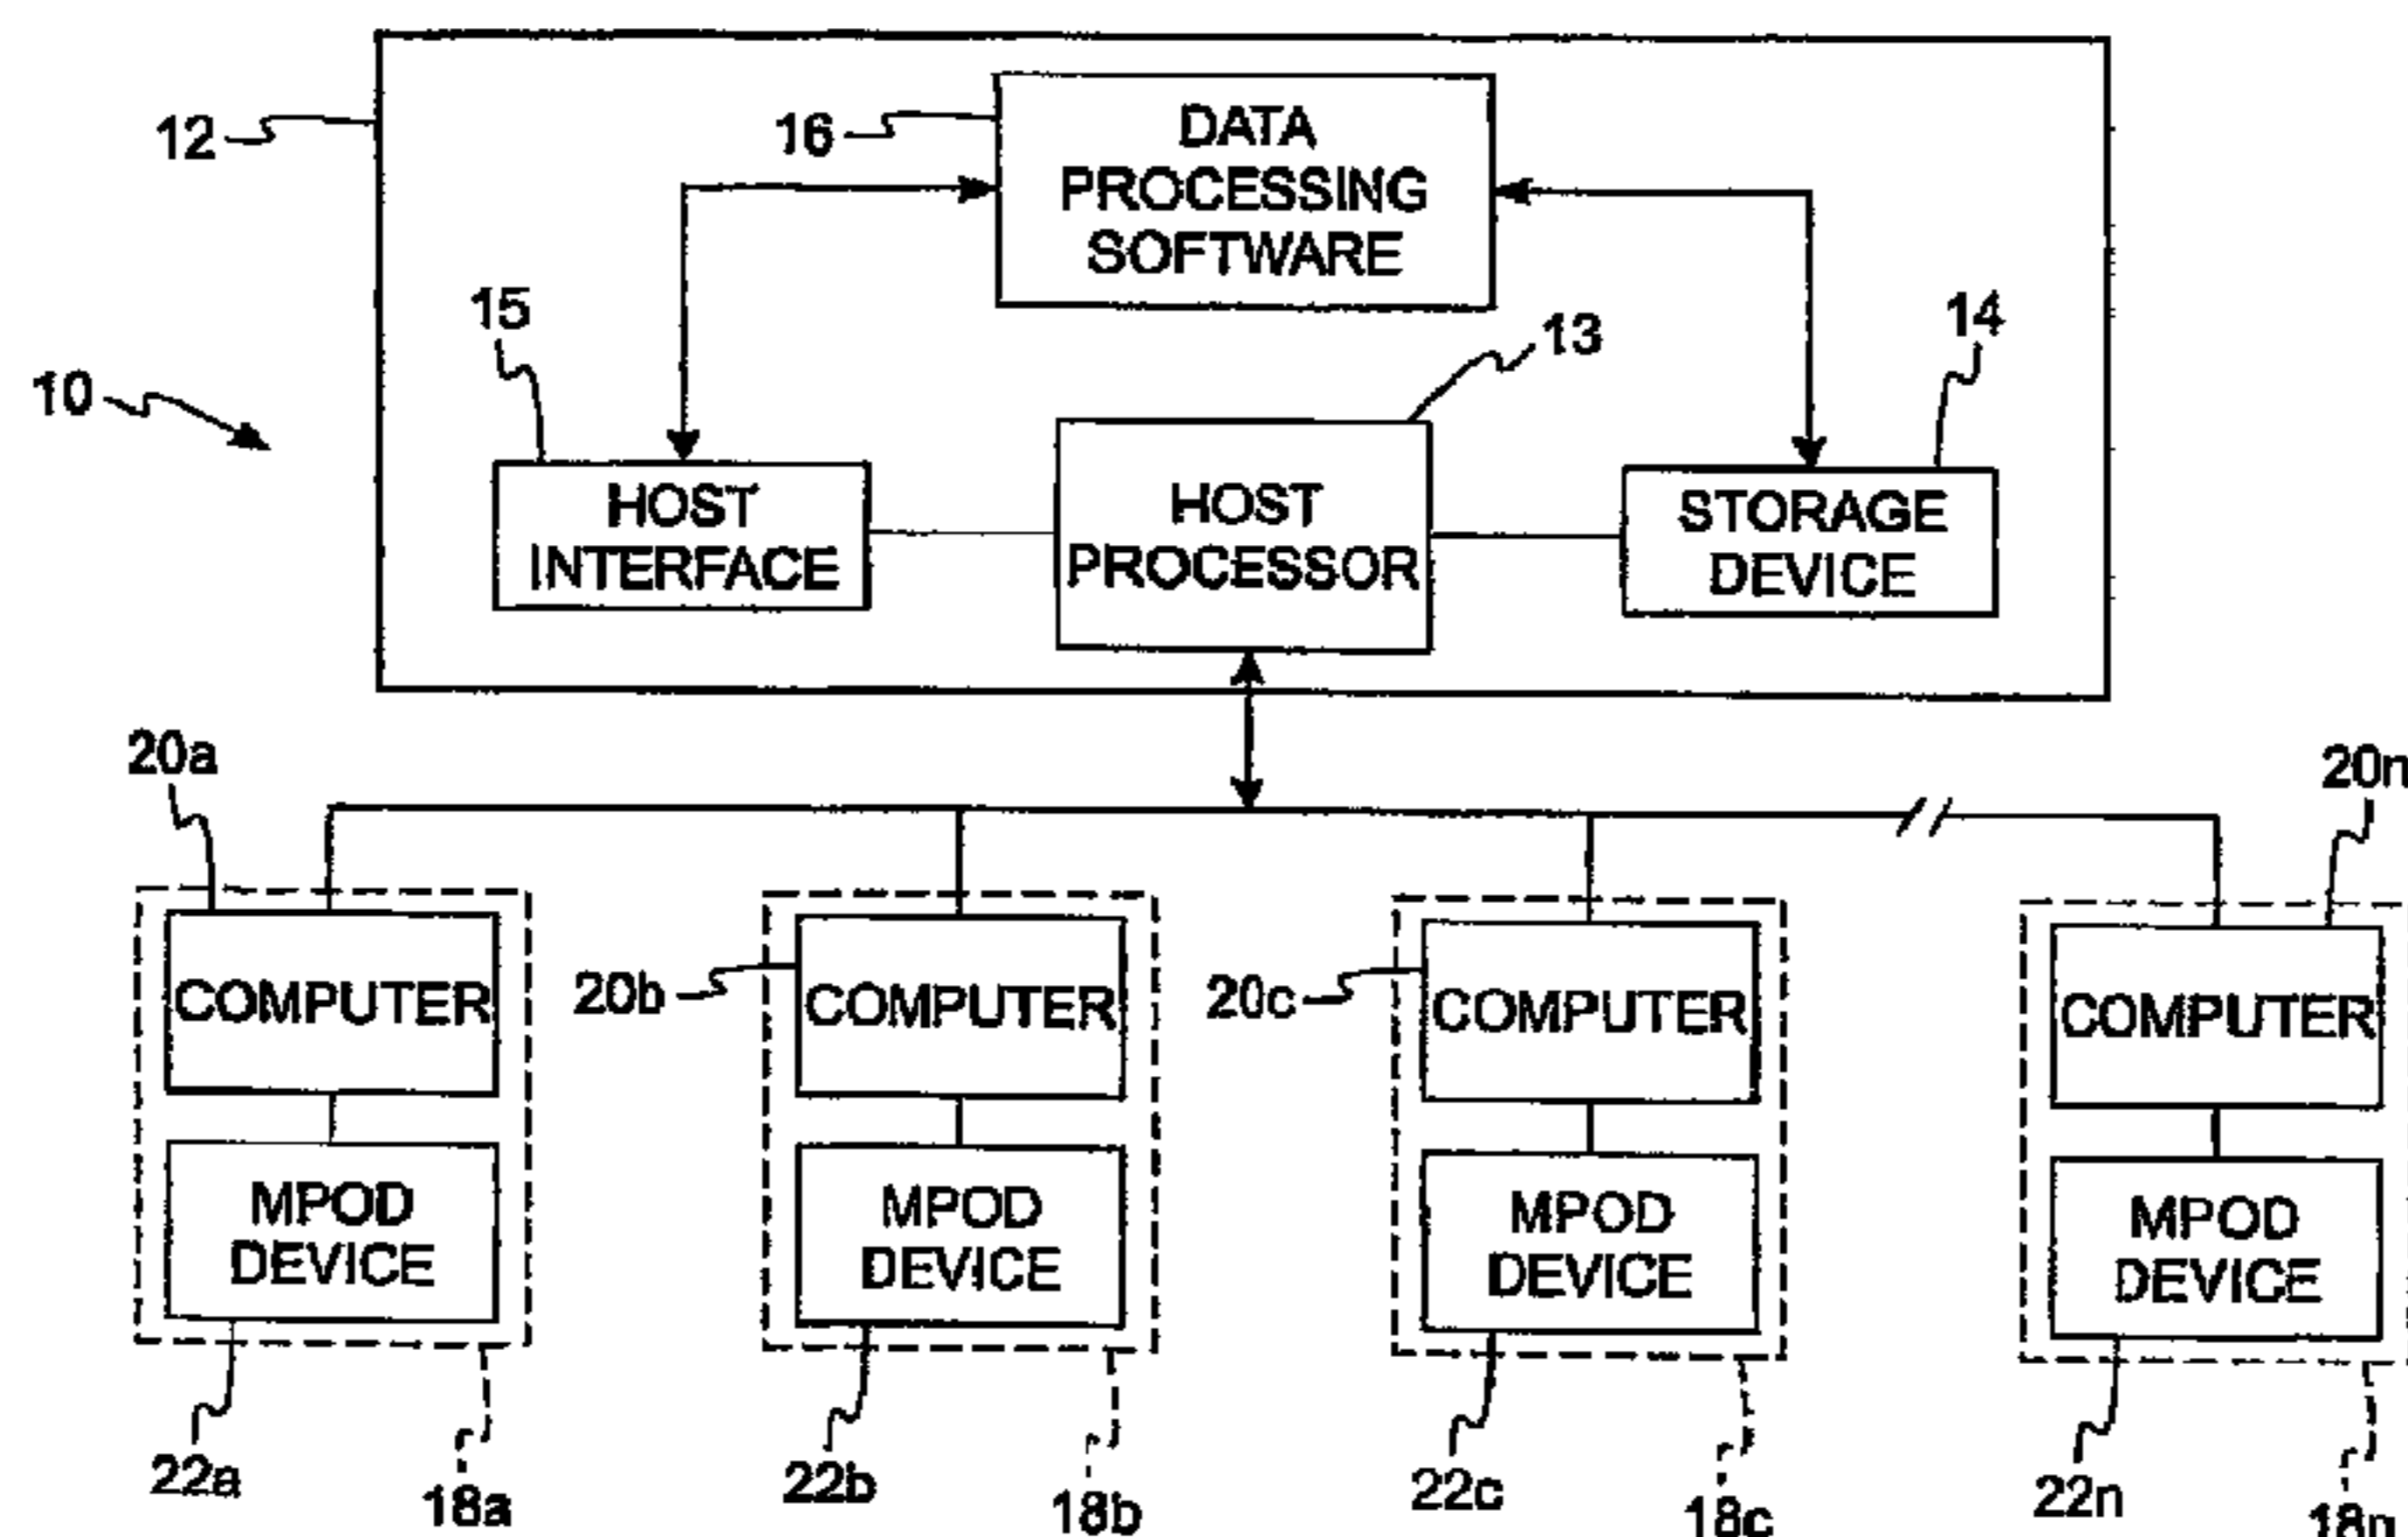 12
16
DATA
PROCESSING
SOFTWARE
15
14
13
10
HOST
INTERFACE
HOST
PROCESSOR
STORAGE
DEVICE
20a
20n
COMPUTER
20b
COMPUTER
20c
COMPUTER
COMPUTER
MPOD
DEVICE
MPOD
DEVICE
MPOD
DEVICE
MPOD
DEVICE
22a
18a
22b
18b
22c
18c
22n
18n